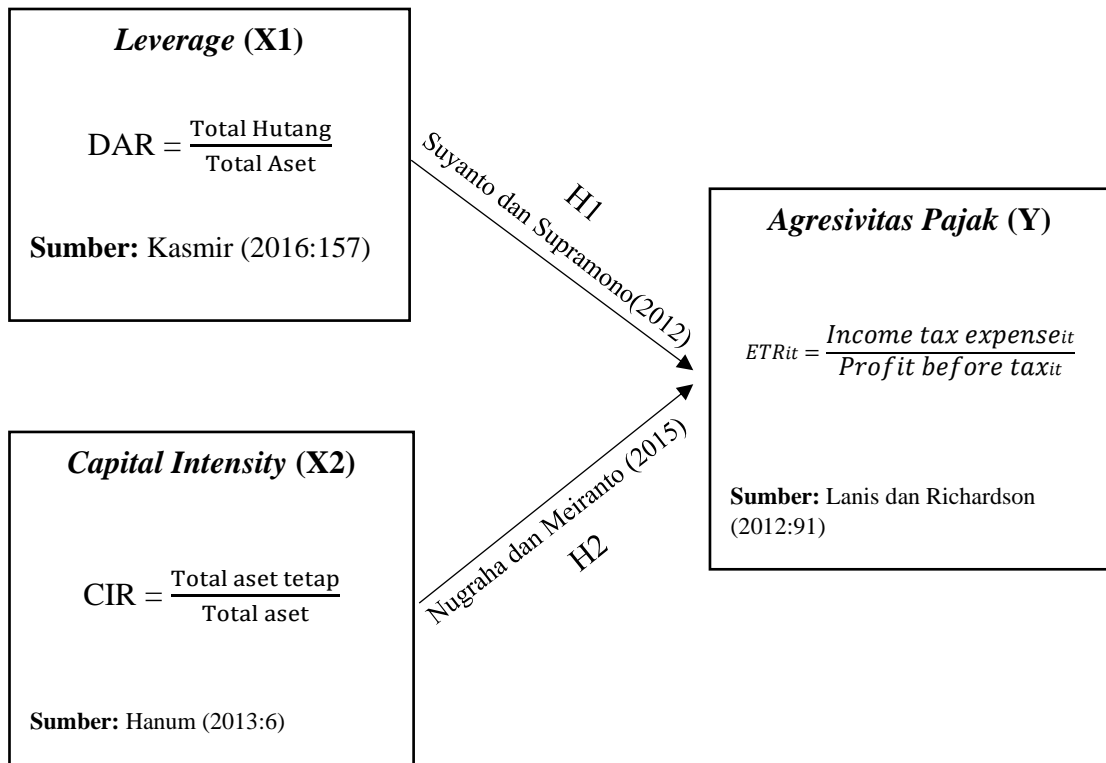 Leverage (X1)
DAR = Total Hutang / Total Aset
Sumber: Kasmir (2016:157)
Suyanto dan Supramono(2012)
H1
Agresivitas Pajak (Y)
ETRit = Income tax expenseit / Profit before taxit
Sumber: Lanis dan Richardson
(2012:91)
Capital Intensity (X2)
CIR = Total aset tetap / Total aset
Sumber: Hanum (2013:6)
Nugraha dan Meiranto (2015)
H2